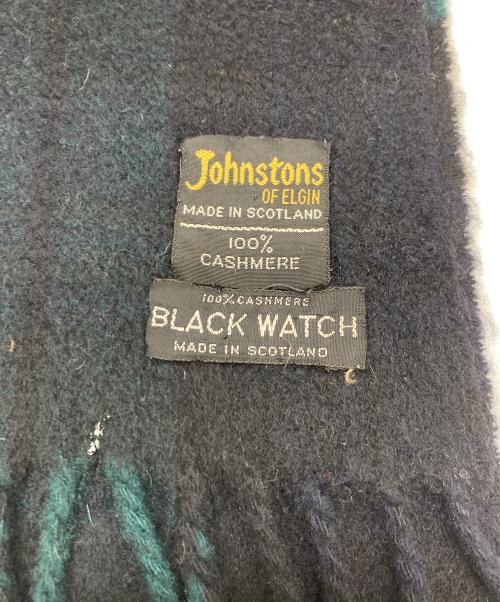 Johnstons
OF ELGIN
MADE IN SCOTLAND
100%
CASHMERE
100% CASHMERE
BLACK WATCH
MADE IN SCOTLAND